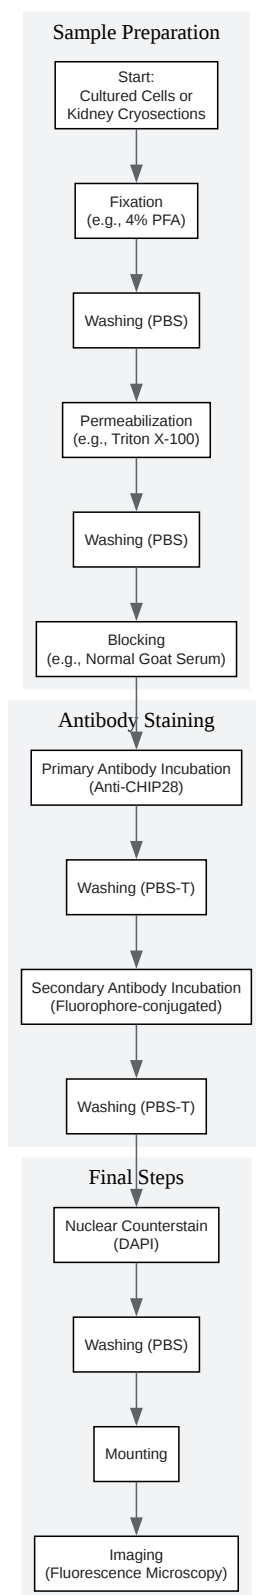 Sample Preparation
Start:
Cultured Cells or
Kidney Cryosections
Fixation
(e.g., 4% PFA)
Washing (PBS)
Permeabilization
(e.g., Triton X-100)
Washing (PBS)
Blocking
(e.g., Normal Goat Serum)
Antibody Staining
Primary Antibody Incubation
(Anti-CHIP28)
Washing (PBS-T)
Secondary Antibody Incubation
(Fluorophore-conjugated)
Washing (PBS-T)
Final Steps
Nuclear Counterstain
(DAPI)
Washing (PBS)
Mounting
Imaging
(Fluorescence Microscopy)